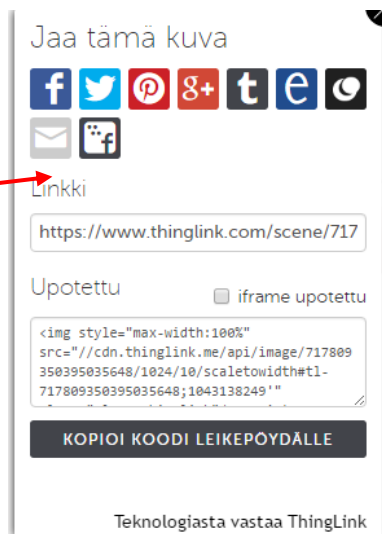 Jaa tämä kuva
f p 8+ t e
f
Linkki
https://www.thinglink.com/scene/717
Upotettu
iframe upotettu
<img style="max-width:100%"
src="//cdn.thinglink.me/api/image/717809
350395035648/1024/10/scaletowidth#tl-
717809350395035648;1043138249'"
KOPIOI KOODI LEIKEPÖYDÄLLE
Teknologiasta vastaa ThingLink